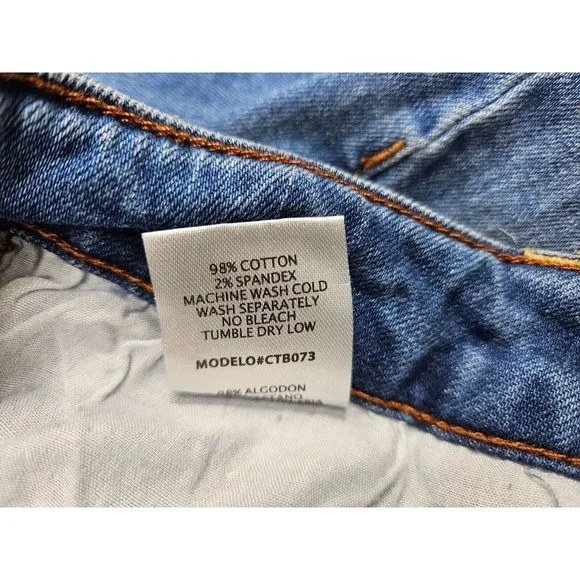 98% COTTON
2% SPANDEX
MACHINE WASH COLD
WASH SEPARATELY
NO BLEACH
TUMBLE DRY LOW
MODELO#CTB073
98% ALGODON